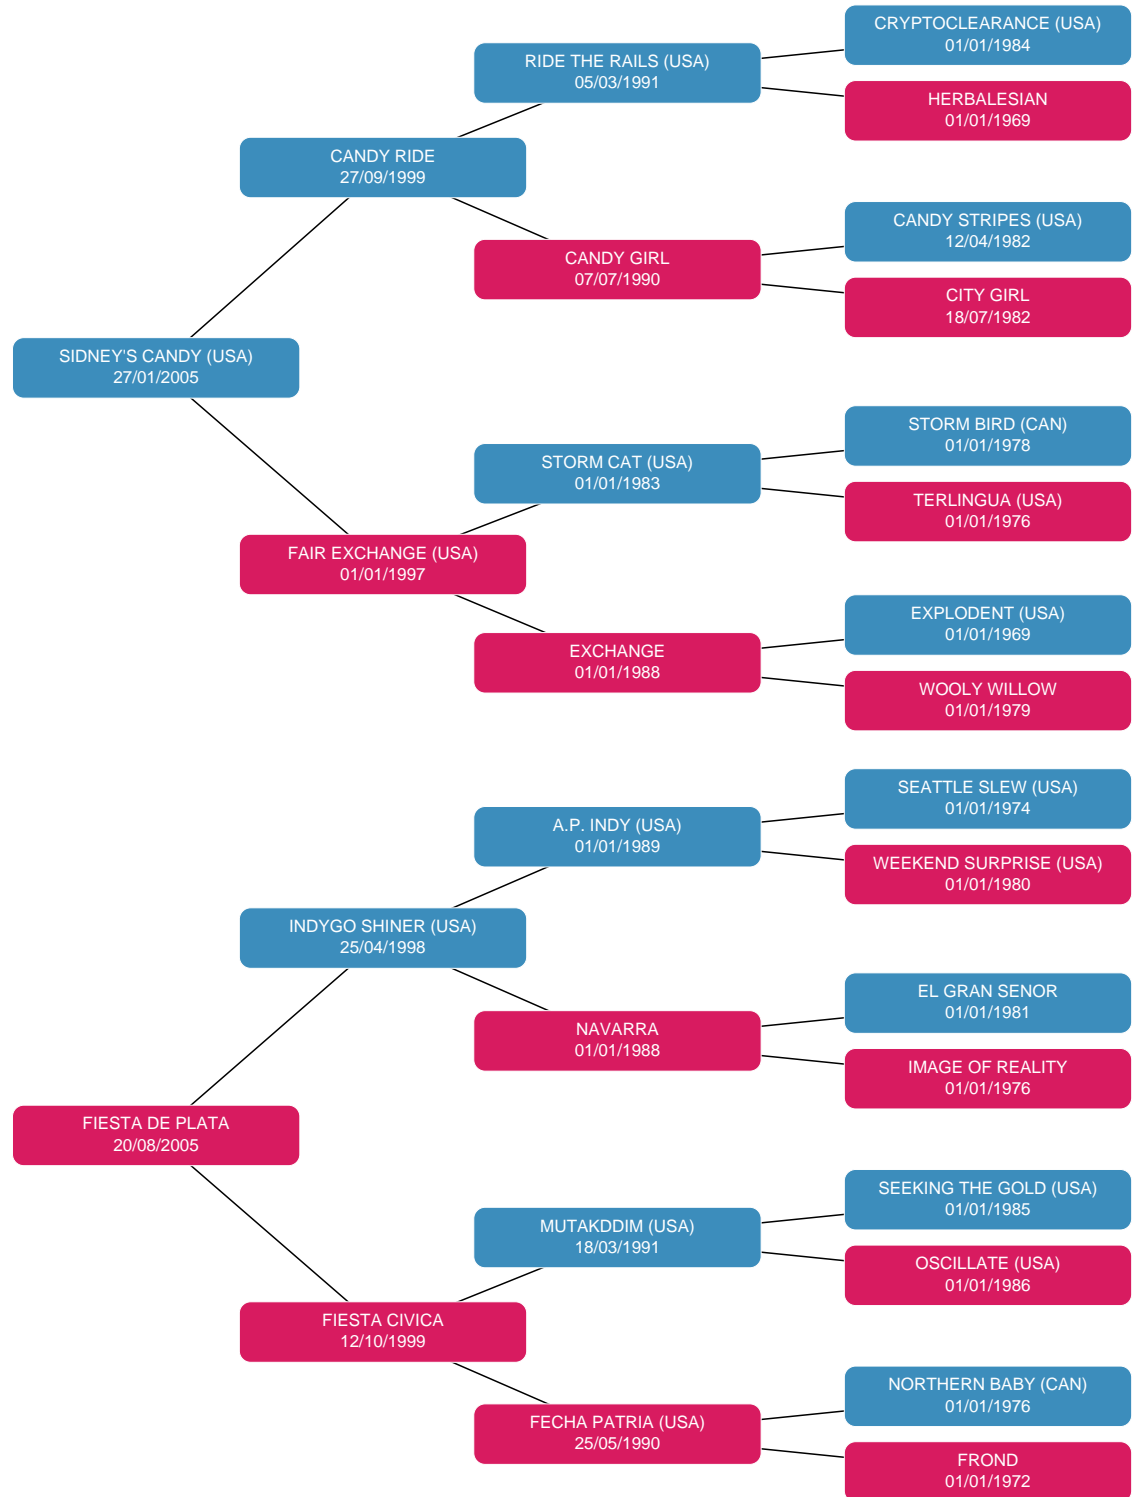 CRYPTOCLEARANCE (USA)
01/01/1984
RIDE THE RAILS (USA)
05/03/1991
HERBALESIAN
01/01/1969
CANDY RIDE
27/09/1999
CANDY STRIPES (USA)
12/04/1982
CANDY GIRL
07/07/1990
CITY GIRL
18/07/1982
SIDNEY'S CANDY (USA)
27/01/2005
STORM BIRD (CAN)
01/01/1978
STORM CAT (USA)
01/01/1983
TERLINGUA (USA)
01/01/1976
FAIR EXCHANGE (USA)
01/01/1997
EXPLODENT (USA)
01/01/1969
EXCHANGE
01/01/1988
WOOLY WILLOW
01/01/1979
SEATTLE SLEW (USA)
01/01/1974
A.P. INDY (USA)
01/01/1989
WEEKEND SURPRISE (USA)
01/01/1980
INDYGO SHINER (USA)
25/04/1998
EL GRAN SENOR
01/01/1981
NAVARRA
01/01/1988
IMAGE OF REALITY
01/01/1976
FIESTA DE PLATA
20/08/2005
SEEKING THE GOLD (USA)
01/01/1985
MUTAKDDIM (USA)
18/03/1991
OSCILLATE (USA)
01/01/1986
FIESTA CIVICA
12/10/1999
NORTHERN BABY (CAN)
01/01/1976
FECHA PATRIA (USA)
25/05/1990
FROND
01/01/1972